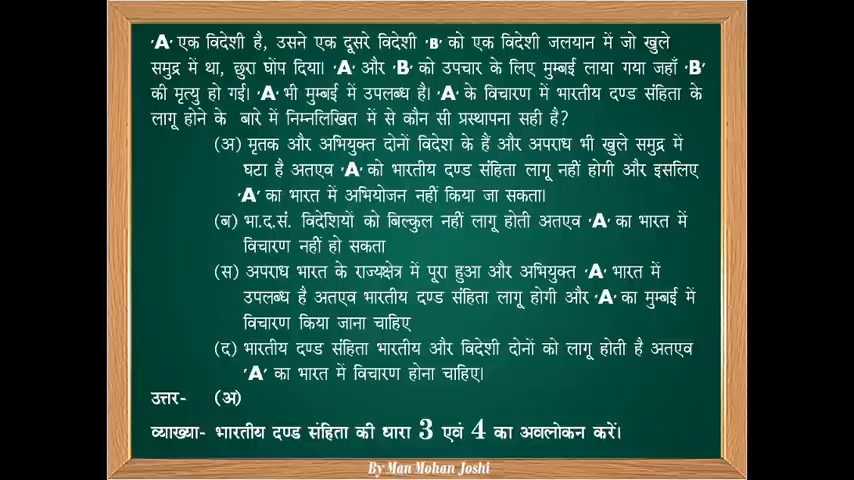 'A' एक विदेशी है, उसने एक दूसरे विदेशी 'B' को एक विदेशी जलयान में जो खुले
समुद्र में था, छुरा घोंप दिया। 'A' और 'B' को उपचार के लिए मुम्बई लाया गया जहाँ 'B'
की मृत्यु हो गई। 'A' भी मुम्बई में उपलब्ध है। 'A' के विचारण में भारतीय दण्ड संहिता के
लागू होने के बारे में निम्नलिखित में से कौन सी प्रस्थापना सही है?
(अ) मृतक और अभियुक्त दोनों विदेश के हैं और अपराध भी खुले समुद्र में
घटा है अतएव 'A' को भारतीय दण्ड संहिता लागू नहीं होगी और इसलिए
'A' का भारत में अभियोजन नहीं किया जा सकता।
(ब) भा.द.सं. विदेशियों को बिल्कुल नहीं लागू होती अतएव 'A' का भारत में
विचारण नहीं हो सकता
(स) अपराध भारत के राज्यक्षेत्र में पूरा हुआ और अभियुक्त 'A' भारत में
उपलब्ध है अतएव भारतीय दण्ड संहिता लागू होगी और 'A' का मुम्बई में
विचारण किया जाना चाहिए
(द) भारतीय दण्ड संहिता भारतीय और विदेशी दोनों को लागू होती है अतएव
'A' का भारत में विचारण होना चाहिए।
उत्तर- (अ)
व्याख्या- भारतीय दण्ड संहिता की धारा 3 एवं 4 का अवलोकन करें।
By Man Mohan Joshi